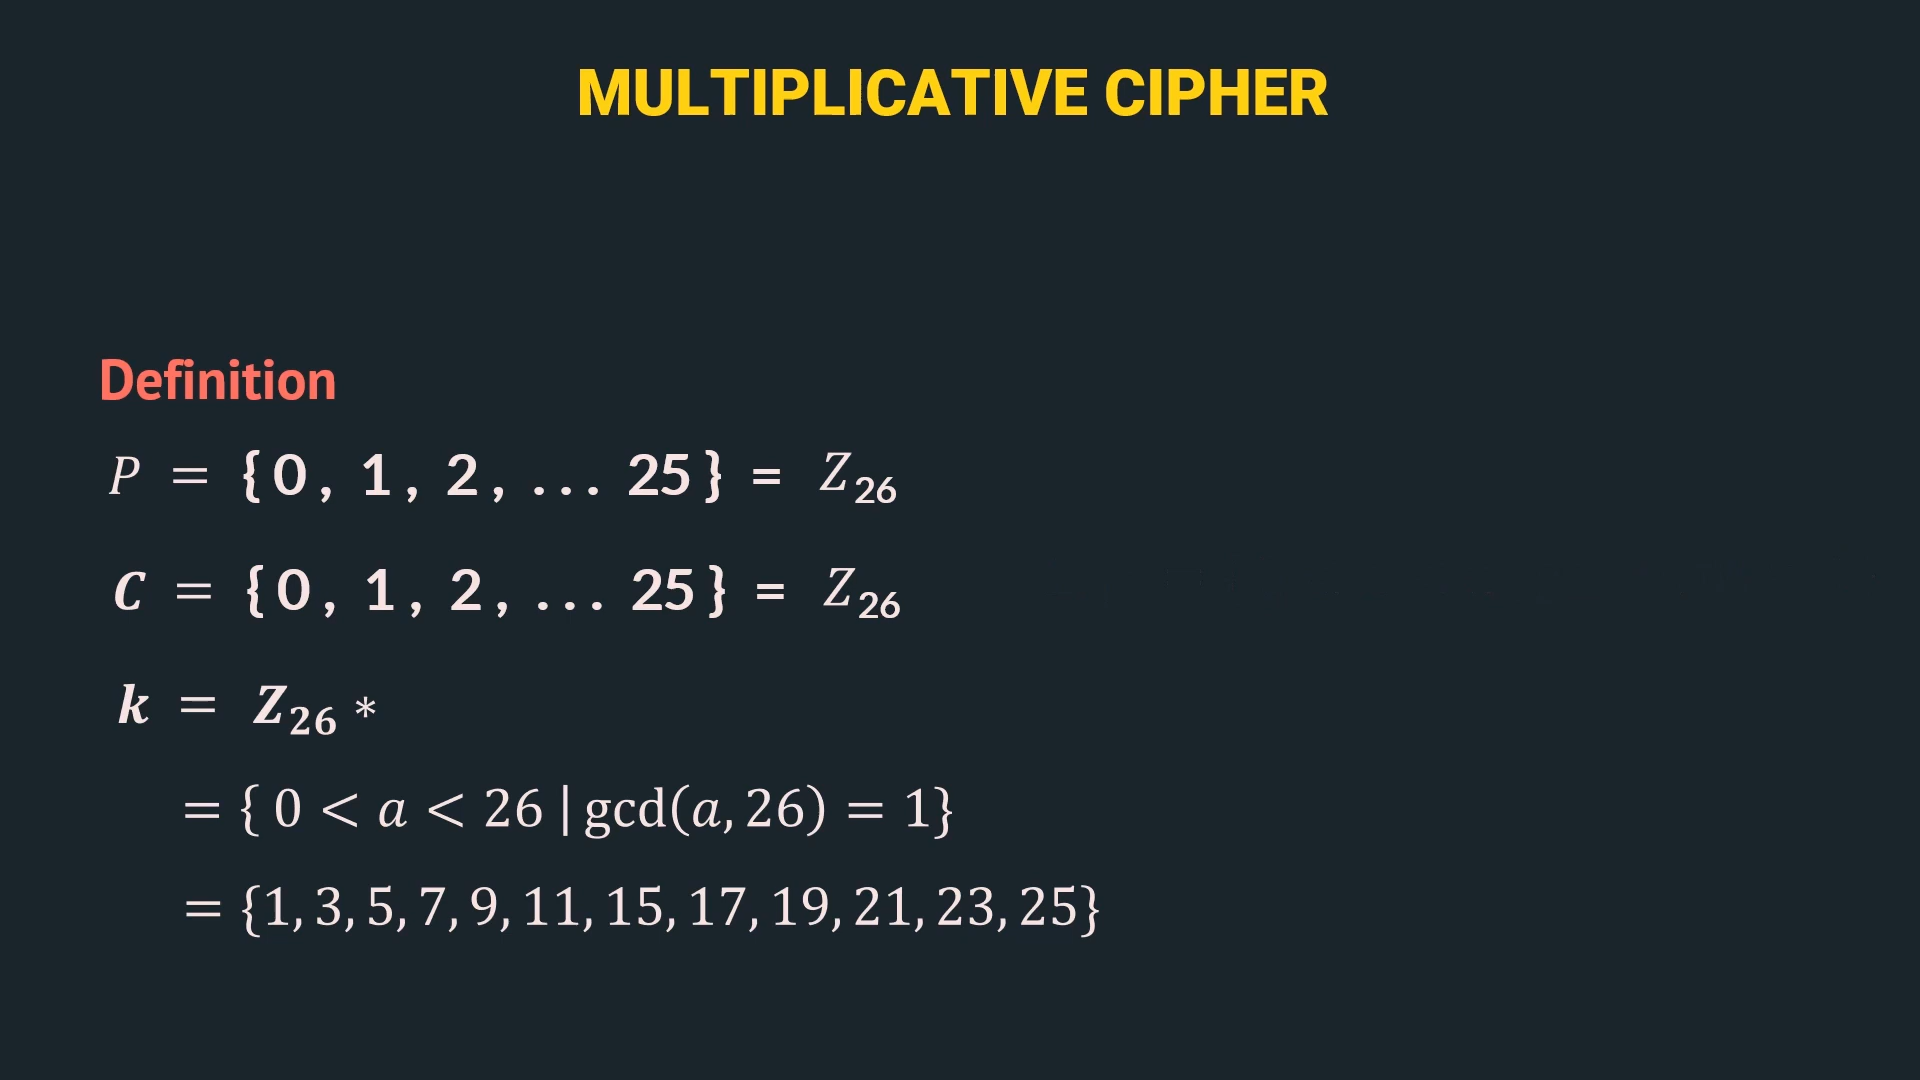 MULTIPLICATIVE CIPHER
Definition
P = {0, 1, 2, ... 25} = Z₂₆
C = {0, 1, 2, ... 25} = Z₂₆
k = Z₂₆ *
= { 0 < a < 26 | gcd(a, 26) = 1}
= {1, 3, 5, 7, 9, 11, 15, 17, 19, 21, 23, 25}